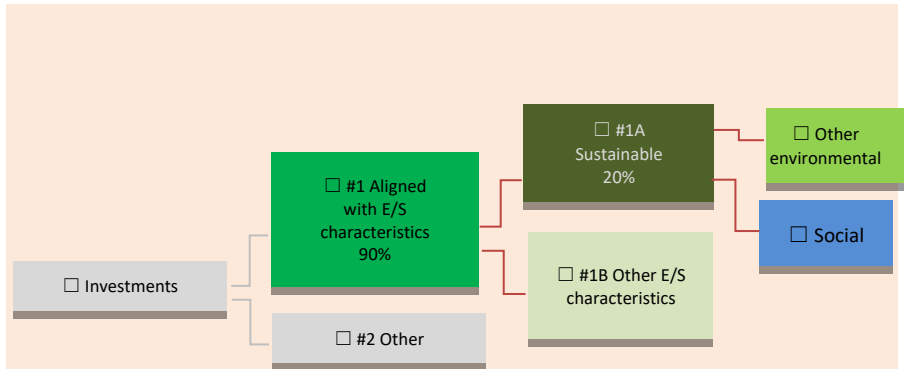 ☐ Investments
☐ #1 Aligned
with E/S
characteristics
90%
☐ #2 Other
☐ #1A
Sustainable
20%
☐ #1B Other E/S
characteristics
☐ Other
environmental
☐ Social